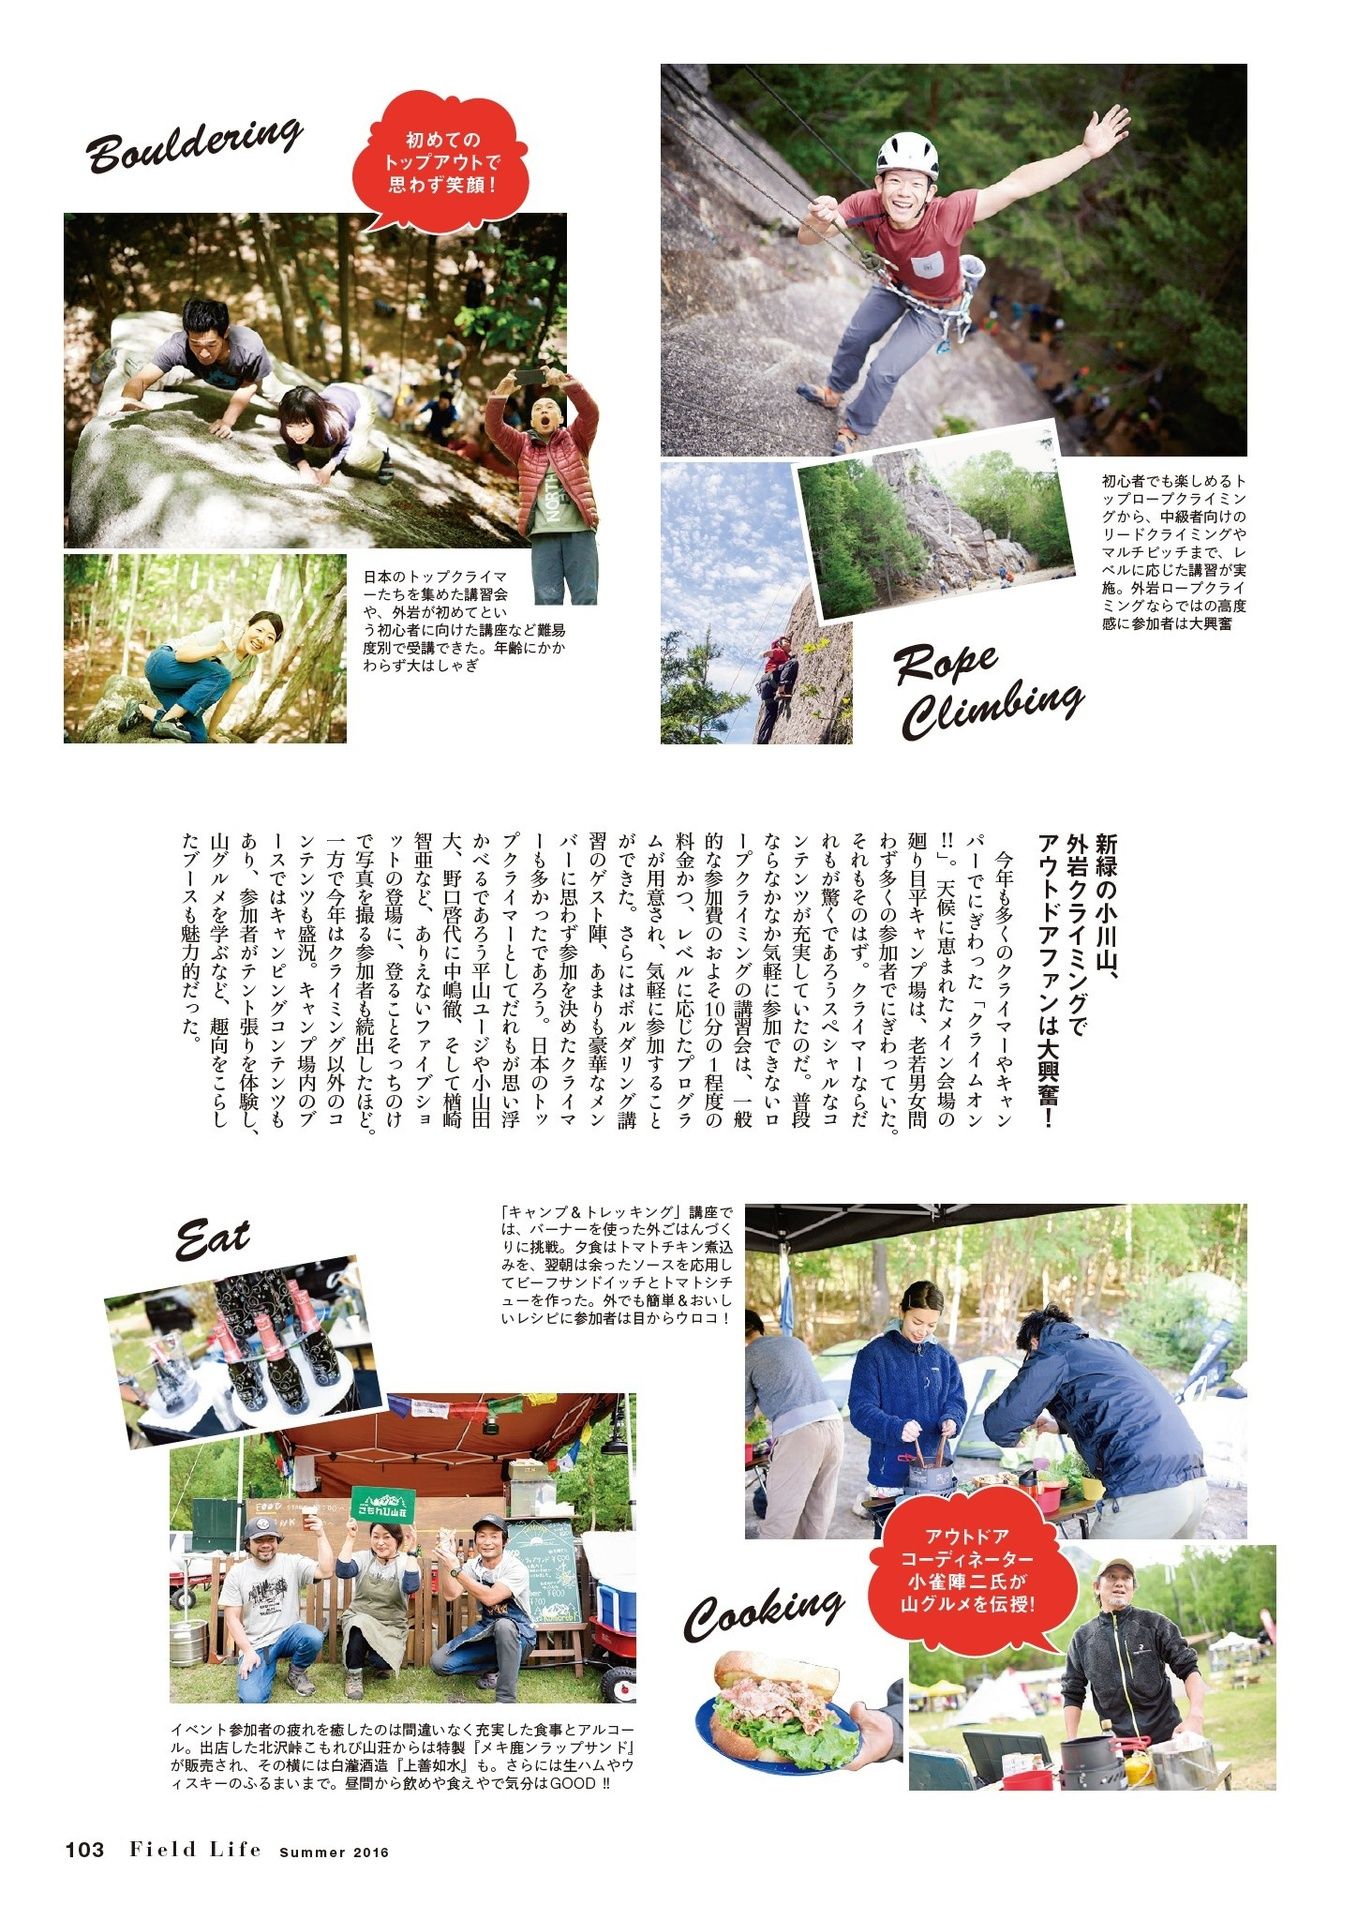 Bouldering
初めての
トップアウトで
思わず笑顔！
NORTH
日本のトップクライマ
ーたちを集めた講習会
や、外岩が初めてとい
う初心者に向けた講座など難易
度別で受講できた。年齢にかか
わらず大はしゃぎ
初心者でも楽しめるト
ップロープクライミン
グから、中級者向けの
リードクライミングや
マルチピッチまで、レ
ベルに応じた講習が実
施。外岩ロープクライ
ミングならではの高度
感に参加者は大興奮
Rope
Climbing
新緑の小川山、
外岩クライミングで
アウトドアファンは大興奮！
今年も多くのクライマーやキャン
パーでにぎわった「クライムオン
!!」。天候に恵まれたメイン会場の
廻り目平キャンプ場は、老若男女問
わず多くの参加者でにぎわっていた。
それもそのはず。クライマーならだ
れもが驚くであろうスペシャルなコ
ンテンツが充実していたのだ。普段
ならなかなか気軽に参加できないロ
ープクライミングの講習会は、一般
的な参加費のおよそ10分の1程度の
料金かつ、レベルに応じたプログラ
ムが用意され、気軽に参加すること
ができた。さらにはボルダリング講
習のゲスト陣、あまりも豪華なメン
バーに思わず参加を決めたクライマ
ーも多かったであろう。日本のトッ
プクライマーとしてだれもが思い浮
かべるであろう平山ユージや小山田
大、野口啓代に中嶋徹、そして楢崎
智亜など、ありえないファイブショ
ットの登場に、登ることそっちのけ
で写真を撮る参加者も続出したほど。
一方で今年はクライミング以外のコ
ンテンツも盛況。キャンプ場内のブ
ースではキャンピングコンテンツも
あり、参加者がテント張りを体験し、
山グルメを学ぶなど、趣向をこらし
たブースも魅力的だった。
Eat
「キャンプ＆トレッキング」講座で
は、バーナーを使った外ごはんづく
りに挑戦。夕食はトマトチキン煮込
みを、翌朝は余ったソースを応用し
てビーフサンドイッチとトマトシチ
ューを作った。外でも簡単＆おいし
いレシピに参加者は目からウロコ！
FOOD
こもれび山荘
アウトドア
コーディネーター
小雀陣二氏が
山グルメを伝授！
Cooking
イベント参加者の疲れを癒したのは間違いなく充実した食事とアルコー
ル。出店した北沢峠こもれび山荘からは特製『メキ鹿ンラップサンド』
が販売され、その横には白瀧酒造『上善如水』も。さらには生ハムやウ
ィスキーのふるまいまで。昼間から飲めや食えやで気分はGOOD !!
103 Field Life Summer 2016